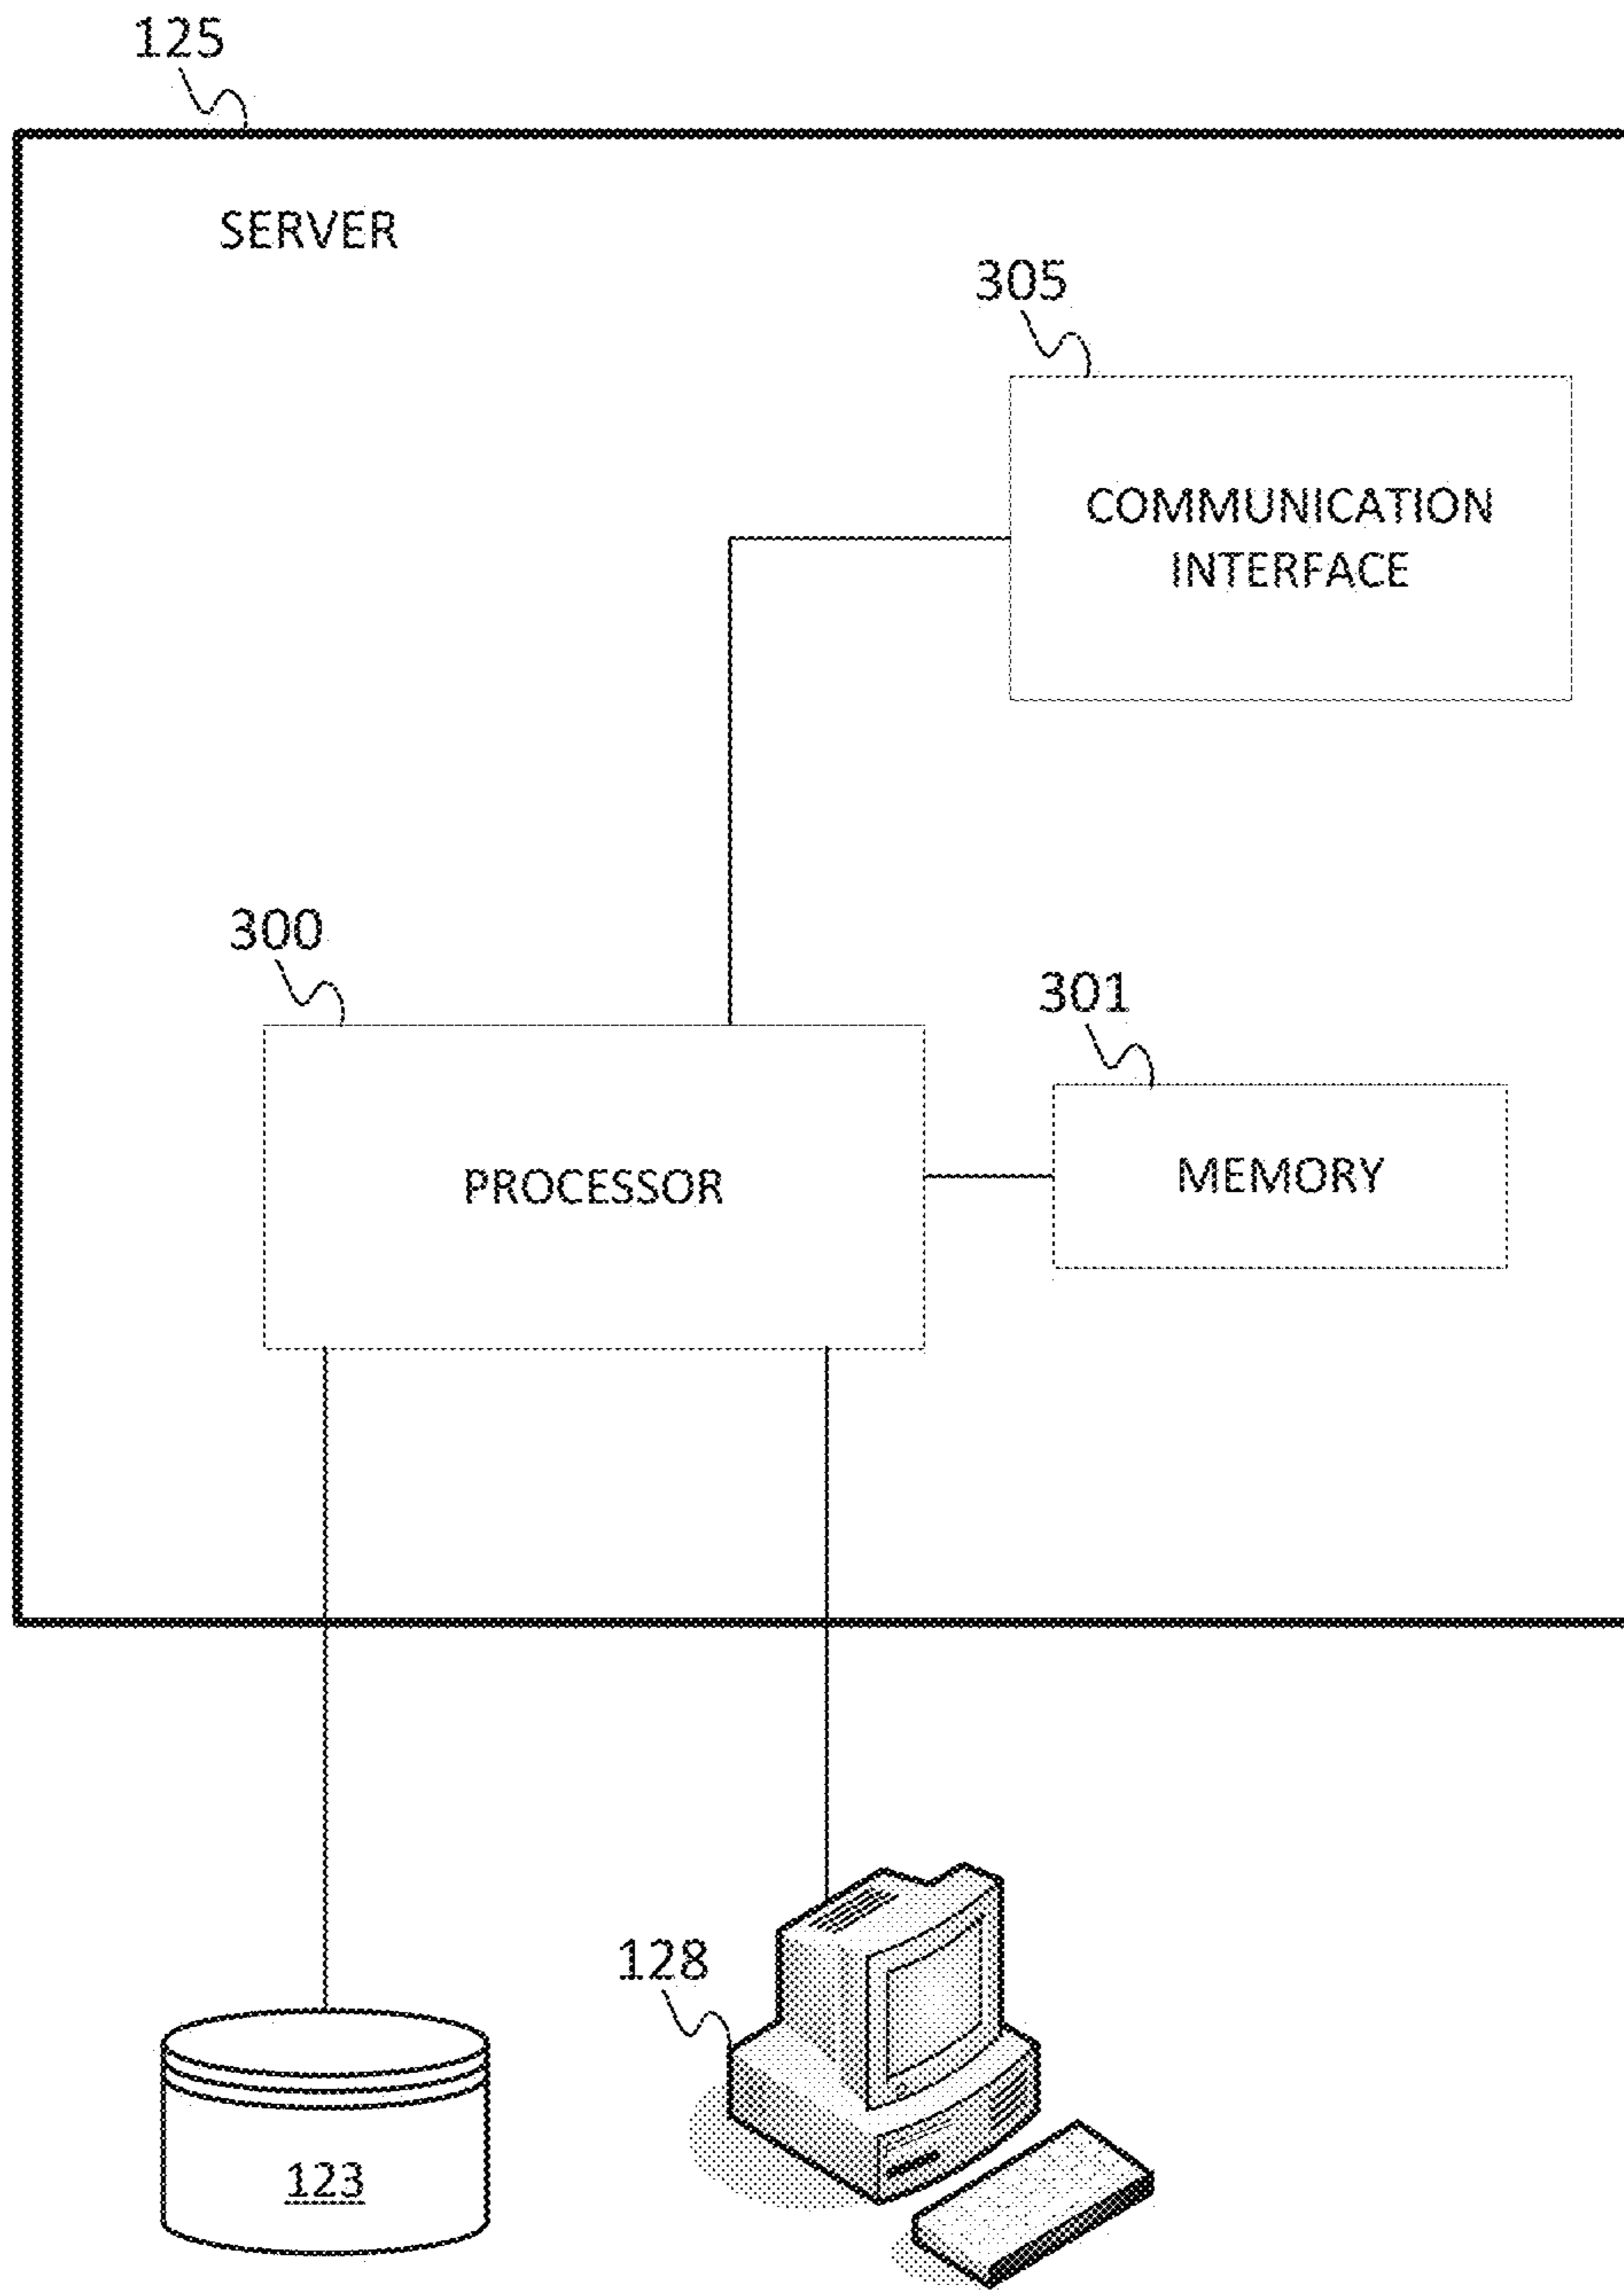 125
SERVER
305
COMMUNICATION
INTERFACE
300
301
PROCESSOR
MEMORY
128
123